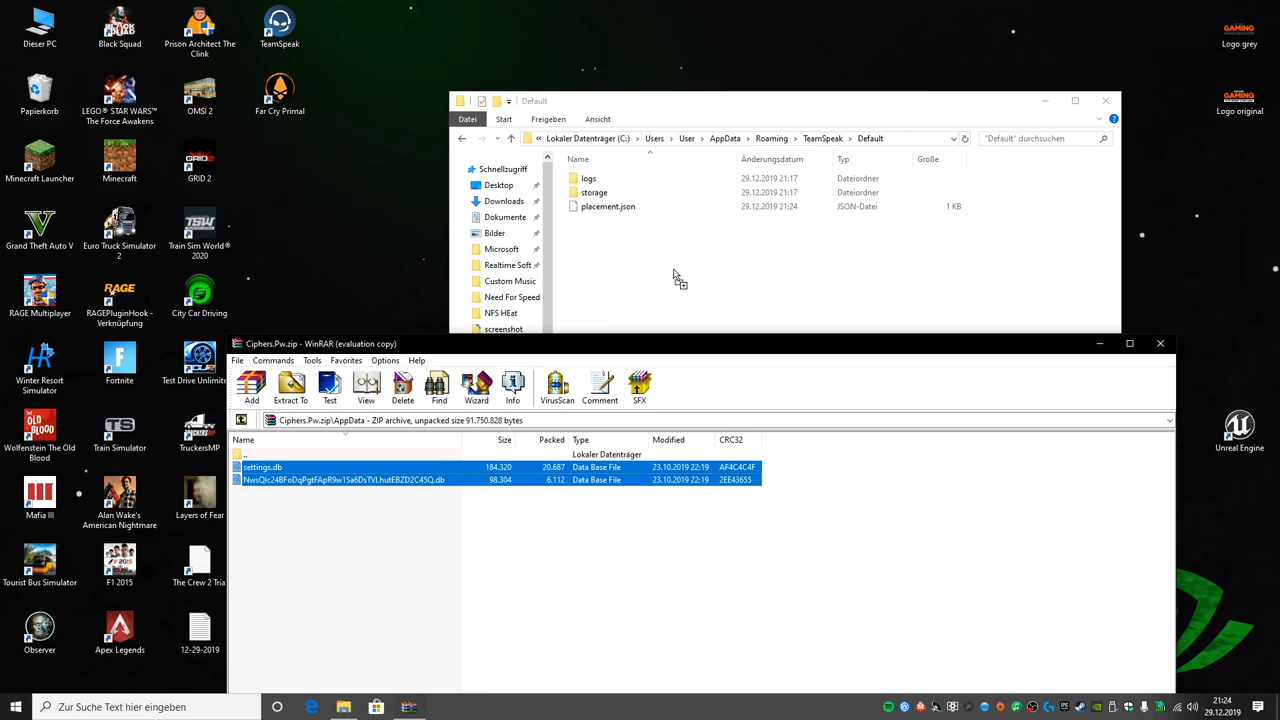 Dieser PC
Black Squad
Prison Architect The
Clink
TeamSpeak
Papierkorb
LEGO® STAR WARS™
The Force Awakens
OMSI 2
Far Cry Primal
Minecraft Launcher
Minecraft
GRID 2
Grand Theft Auto V
Euro Truck Simulator
2
Train Sim World®
2020
RAGE Multiplayer
RAGEPluginHook -
Verknüpfung
City Car Driving
Winter Resort
Simulator
Fortnite
Test Drive Unlimite
Wolfenstein The Old
Blood
Train Simulator
TruckersMP
Mafia III
Alan Wake's
American Nightmare
Layers of Fear
Tourist Bus Simulator
F1 2015
The Crew 2 Tria
Observer
Apex Legends
12-29-2019
Logo grey
Logo original
Unreal Engine
Default
Datei
Start
Freigeben
Ansicht
« Lokaler Datenträger (C:) > Users > User > AppData > Roaming > TeamSpeak > Default
"Default" durchsuchen
Name
Änderungsdatum
Typ
Größe
Schnellzugriff
Desktop
Downloads
Dokumente
Bilder
Microsoft
Realtime Soft
Custom Music
Need For Speed
NFS HEat
screenshot
logs 29.12.2019 21:17 Dateiordner
storage 29.12.2019 21:17 Dateiordner
placement.json 29.12.2019 21:24 JSON-Datei 1 KB
Ciphers.Pw.zip - WinRAR (evaluation copy)
File Commands Tools Favorites Options Help
Add Extract To Test View Delete Find Wizard Info VirusScan Comment SFX
Ciphers.Pw.zip\AppData - ZIP archive, unpacked size 91.750.828 bytes
Name Size Packed Type Modified CRC32
.. Lokaler Datenträger
settings.db 184.320 20.687 Data Base File 23.10.2019 22:19 AF4C4C4F
NwsQIc24BFoDqPgtFApR9w1Sa6DsTVLhutEBZD2C45Q.db 98.304 6.112 Data Base File 23.10.2019 22:19 2EE43655
Zur Suche Text hier eingeben
21:24
29.12.2019